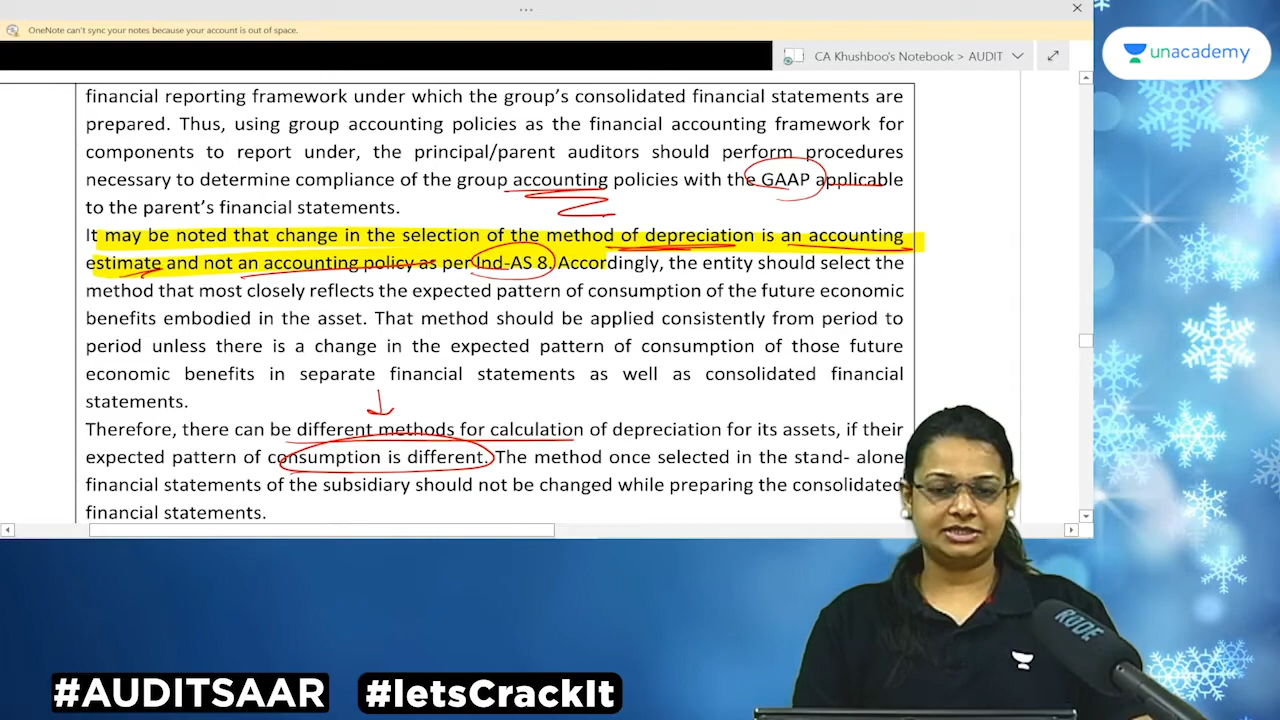 OneNote can't sync your notes because your account is out of space.
CA Khushboo's Notebook > AUDIT
unacademy
financial reporting framework under which the group's consolidated financial statements are
prepared. Thus, using group accounting policies as the financial accounting framework for
components to report under, the principal/parent auditors should perform procedures
necessary to determine compliance of the group accounting policies with the GAAP applicable
to the parent's financial statements.
It may be noted that change in the selection of the method of depreciation is an accounting
estimate and not an accounting policy as per Ind-AS 8. Accordingly, the entity should select the
method that most closely reflects the expected pattern of consumption of the future economic
benefits embodied in the asset. That method should be applied consistently from period to
period unless there is a change in the expected pattern of consumption of those future
economic benefits in separate financial statements as well as consolidated financial
statements.
Therefore, there can be different methods for calculation of depreciation for its assets, if their
expected pattern of consumption is different. The method once selected in the stand- alone
financial statements of the subsidiary should not be changed while preparing the consolidated
financial statements.
RODE
#AUDITSAAR #letsCrackIt